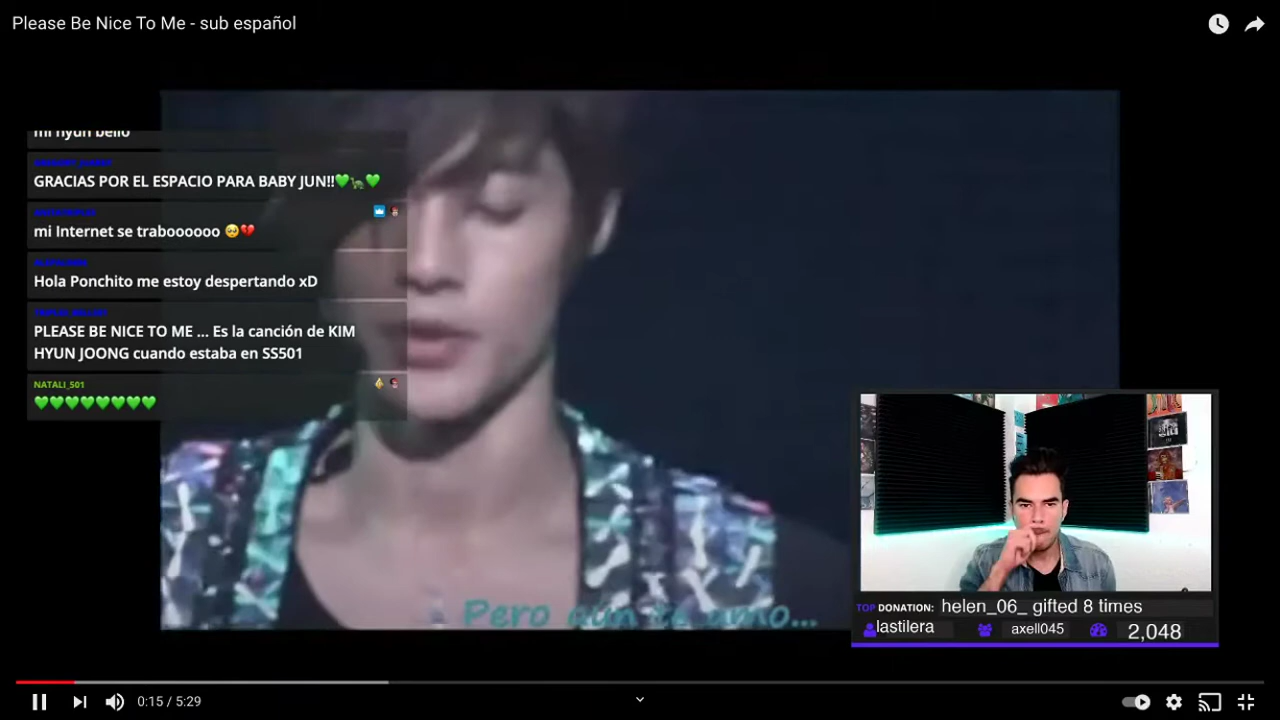 Please Be Nice To Me - sub español
mi hyun bello
GRACIAS POR EL ESPACIO PARA BABY JUN!!💚🐢💚
mi Internet se traboooooo 🥺💔
Hola Ponchito me estoy despertando xD
PLEASE BE NICE TO ME ... Es la canción de KIM
HYUN JOONG cuando estaba en SS501
NATALI_501
💚💚💚💚💚💚💚💚
Pero aún te amo...
TOP DONATION: helen_06_ gifted 8 times
lastilera axell045 2,048
0:15 / 5:29